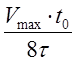 V_max · t_0
8τ